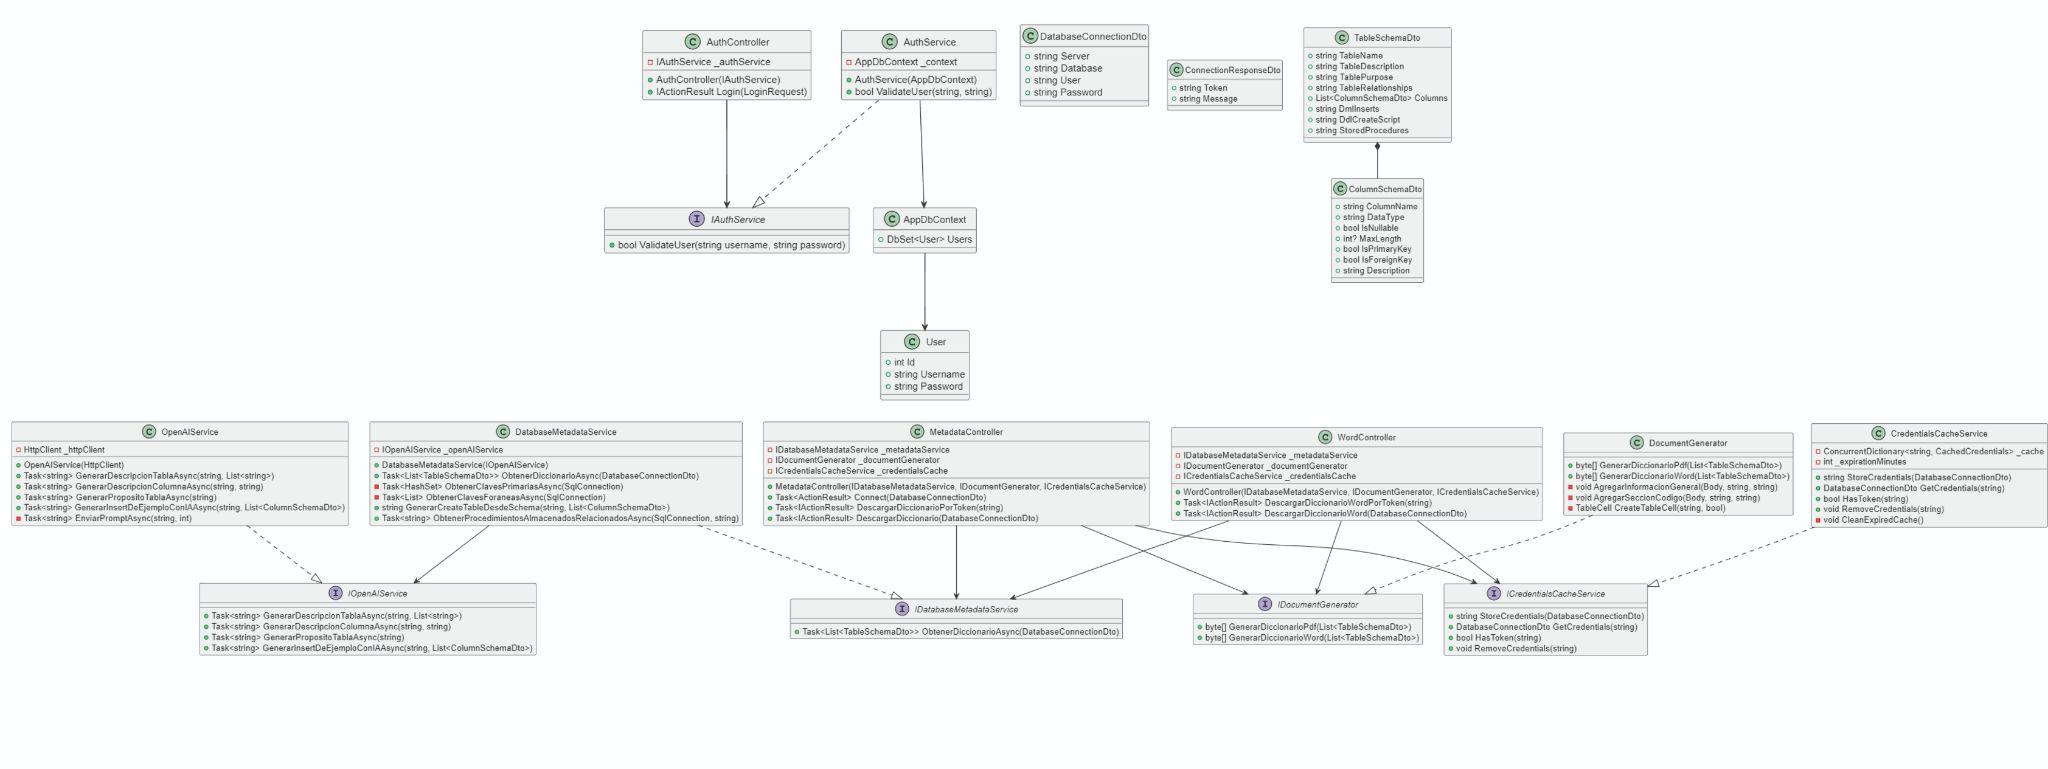 C AuthController
IAuthService _authService
AuthController(IAuthService)
IActionResult Login(LoginRequest)
C AuthService
AppDbContext _context
AuthService(AppDbContext)
bool ValidateUser(string, string)
C DatabaseConnectionDto
string Server
string Database
string User
string Password
C ConnectionResponseDto
string Token
string Message
C TableSchemaDto
string TableName
string TableDescription
string TablePurpose
string TableRelationships
List<ColumnSchemaDto> Columns
string DmlInserts
string DdlCreateScript
string StoredProcedures
C ColumnSchemaDto
string ColumnName
string DataType
bool IsNullable
int? MaxLength
bool IsPrimaryKey
bool IsForeignKey
string Description
I IAuthService
bool ValidateUser(string username, string password)
C AppDbContext
DbSet<User> Users
C User
int Id
string Username
string Password
C OpenAIService
HttpClient _httpClient
OpenAIService(HttpClient)
Task<string> GenerarDescripcionTablaAsync(string, List<string>)
Task<string> GenerarDescripcionColumnaAsync(string, string)
Task<string> GenerarPropositoTablaAsync(string)
Task<string> GenerarInsertDeEjemploConIAAsync(string, List<ColumnSchemaDto>)
Task<string> EnviarPromptAsync(string, int)
C DatabaseMetadataService
IOpenAIService _openAIService
DatabaseMetadataService(IOpenAIService)
Task<List<TableSchemaDto>> ObtenerDiccionarioAsync(DatabaseConnectionDto)
Task<HashSet> ObtenerClavesPrimariasAsync(SqlConnection)
Task<List> ObtenerClavesForaneasAsync(SqlConnection)
string GenerarCreateTableDesdeSchema(string, List<ColumnSchemaDto>)
Task<string> ObtenerProcedimientosAlmacenadosRelacionadosAsync(SqlConnection, string)
C MetadataController
IDatabaseMetadataService _metadataService
IDocumentGenerator _documentGenerator
ICredentialsCacheService _credentialsCache
MetadataController(IDatabaseMetadataService, IDocumentGenerator, ICredentialsCacheService)
Task<ActionResult> Connect(DatabaseConnectionDto)
Task<IActionResult> DescargarDiccionarioPorToken(string)
Task<IActionResult> DescargarDiccionario(DatabaseConnectionDto)
C WordController
IDatabaseMetadataService _metadataService
IDocumentGenerator _documentGenerator
ICredentialsCacheService _credentialsCache
WordController(IDatabaseMetadataService, IDocumentGenerator, ICredentialsCacheService)
Task<IActionResult> DescargarDiccionarioWordPorToken(string)
Task<IActionResult> DescargarDiccionarioWord(DatabaseConnectionDto)
C DocumentGenerator
byte[] GenerarDiccionarioPdf(List<TableSchemaDto>)
byte[] GenerarDiccionarioWord(List<TableSchemaDto>)
void AgregarInformacionGeneral(Body, string, string)
void AgregarSeccionCodigo(Body, string, string)
TableCell CreateTableCell(string, bool)
C CredentialsCacheService
ConcurrentDictionary<string, CachedCredentials> _cache
int _expirationMinutes
string StoreCredentials(DatabaseConnectionDto)
DatabaseConnectionDto GetCredentials(string)
bool HasToken(string)
void RemoveCredentials(string)
void CleanExpiredCache()
I IOpenAIService
Task<string> GenerarDescripcionTablaAsync(string, List<string>)
Task<string> GenerarDescripcionColumnaAsync(string, string)
Task<string> GenerarPropositoTablaAsync(string)
Task<string> GenerarInsertDeEjemploConIAAsync(string, List<ColumnSchemaDto>)
I IDatabaseMetadataService
Task<List<TableSchemaDto>> ObtenerDiccionarioAsync(DatabaseConnectionDto)
I IDocumentGenerator
byte[] GenerarDiccionarioPdf(List<TableSchemaDto>)
byte[] GenerarDiccionarioWord(List<TableSchemaDto>)
I ICredentialsCacheService
string StoreCredentials(DatabaseConnectionDto)
DatabaseConnectionDto GetCredentials(string)
bool HasToken(string)
void RemoveCredentials(string)